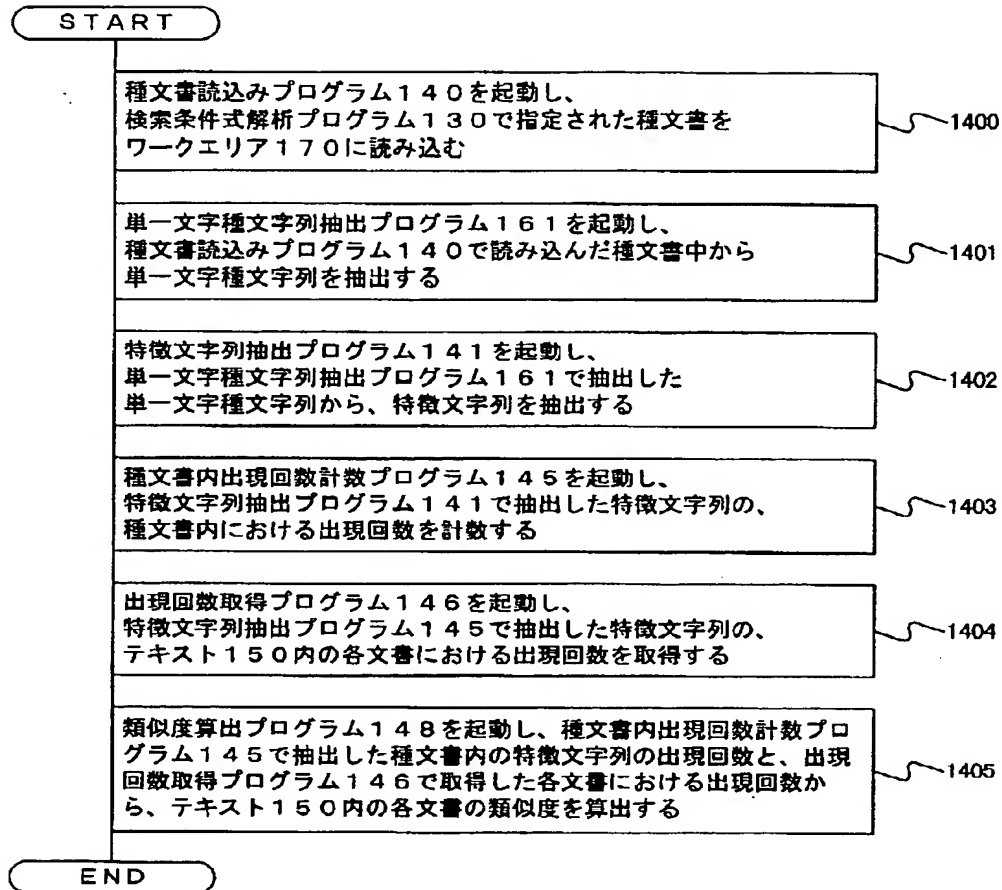 START
種文書読込みプログラム140を起動し、
検索条件式解析プログラム130で指定された種文書を
ワークエリア170に読み込む
1400
単一文字種文字列抽出プログラム161を起動し、
種文書読込みプログラム140で読み込んだ種文書中から
単一文字種文字列を抽出する
1401
特徴文字列抽出プログラム141を起動し、
単一文字種文字列抽出プログラム161で抽出した
単一文字種文字列から、特徴文字列を抽出する
1402
種文書内出現回数計数プログラム145を起動し、
特徴文字列抽出プログラム141で抽出した特徴文字列の、
種文書内における出現回数を計数する
1403
出現回数取得プログラム146を起動し、
特徴文字列抽出プログラム145で抽出した特徴文字列の、
テキスト150内の各文書における出現回数を取得する
1404
類似度算出プログラム148を起動し、種文書内出現回数計数プロ
グラム145で抽出した種文書内の特徴文字列の出現回数と、出現
回数取得プログラム146で取得した各文書における出現回数か
ら、テキスト150内の各文書の類似度を算出する
1405
END